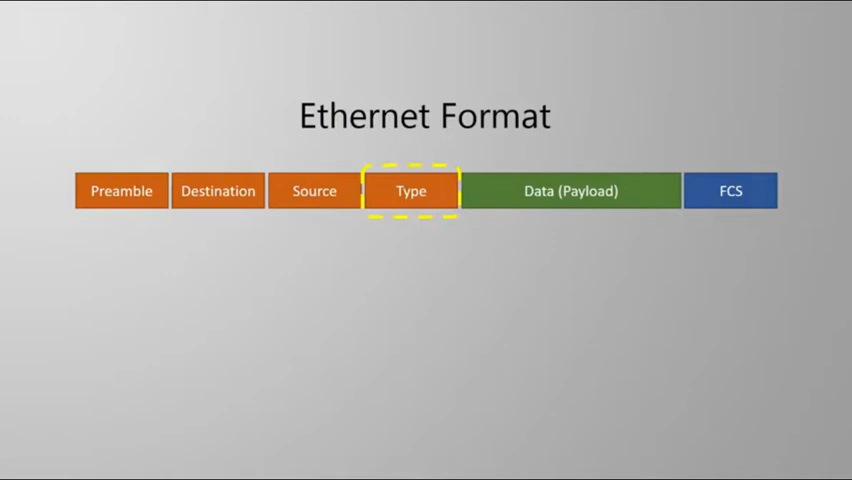 Ethernet Format
Preamble Destination Source Type Data (Payload) FCS